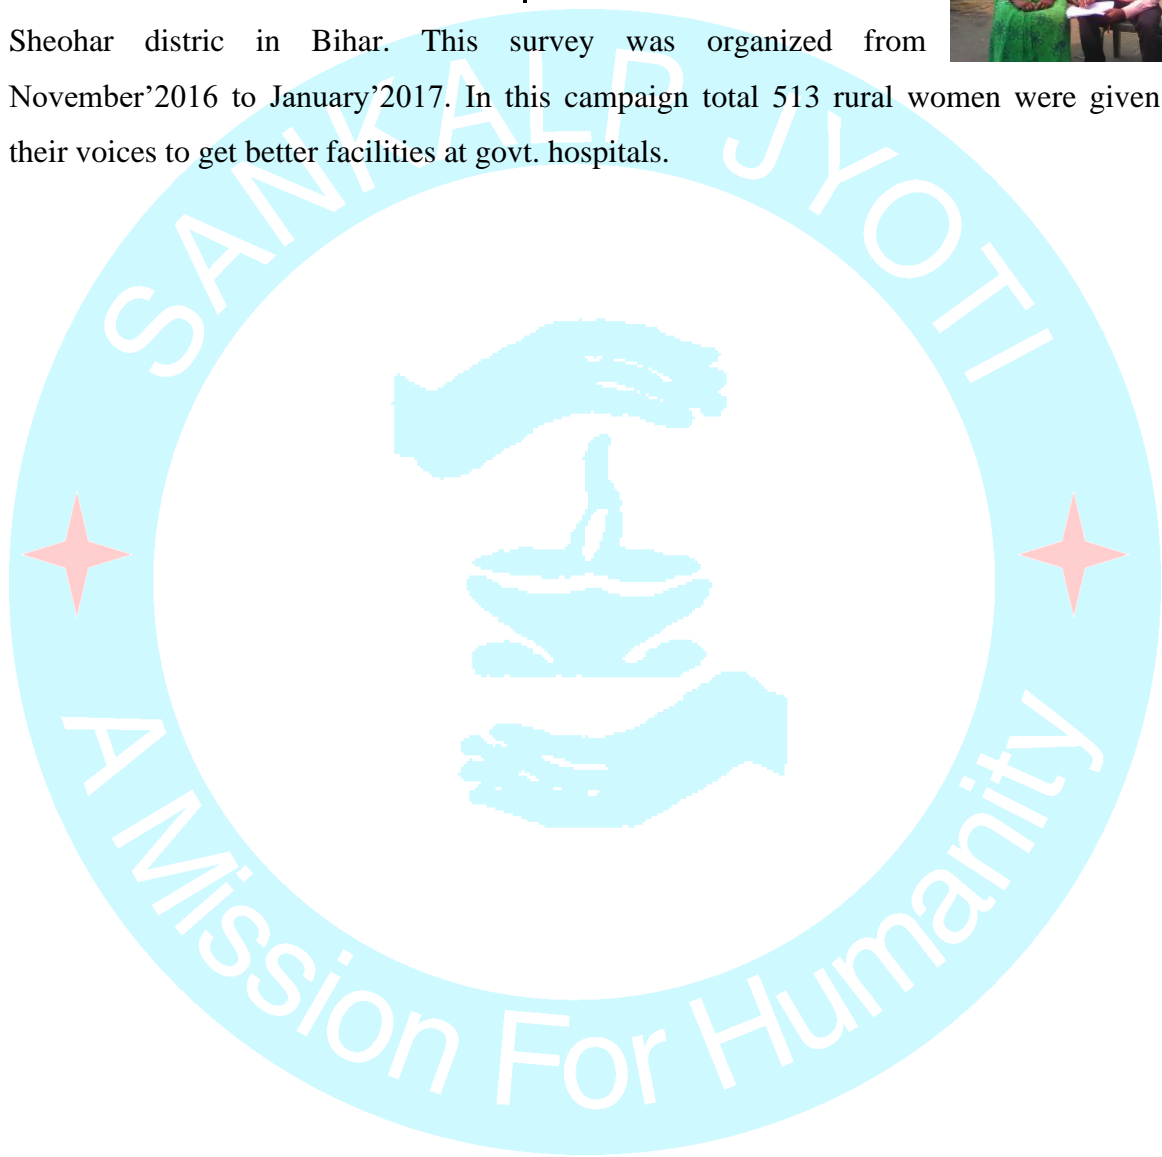 Sheohar distric in Bihar. This survey was organized from
November’2016 to January’2017. In this campaign total 513 rural women were given
their voices to get better facilities at govt. hospitals.
SANKALP JYOTI
A Mission For Humanity